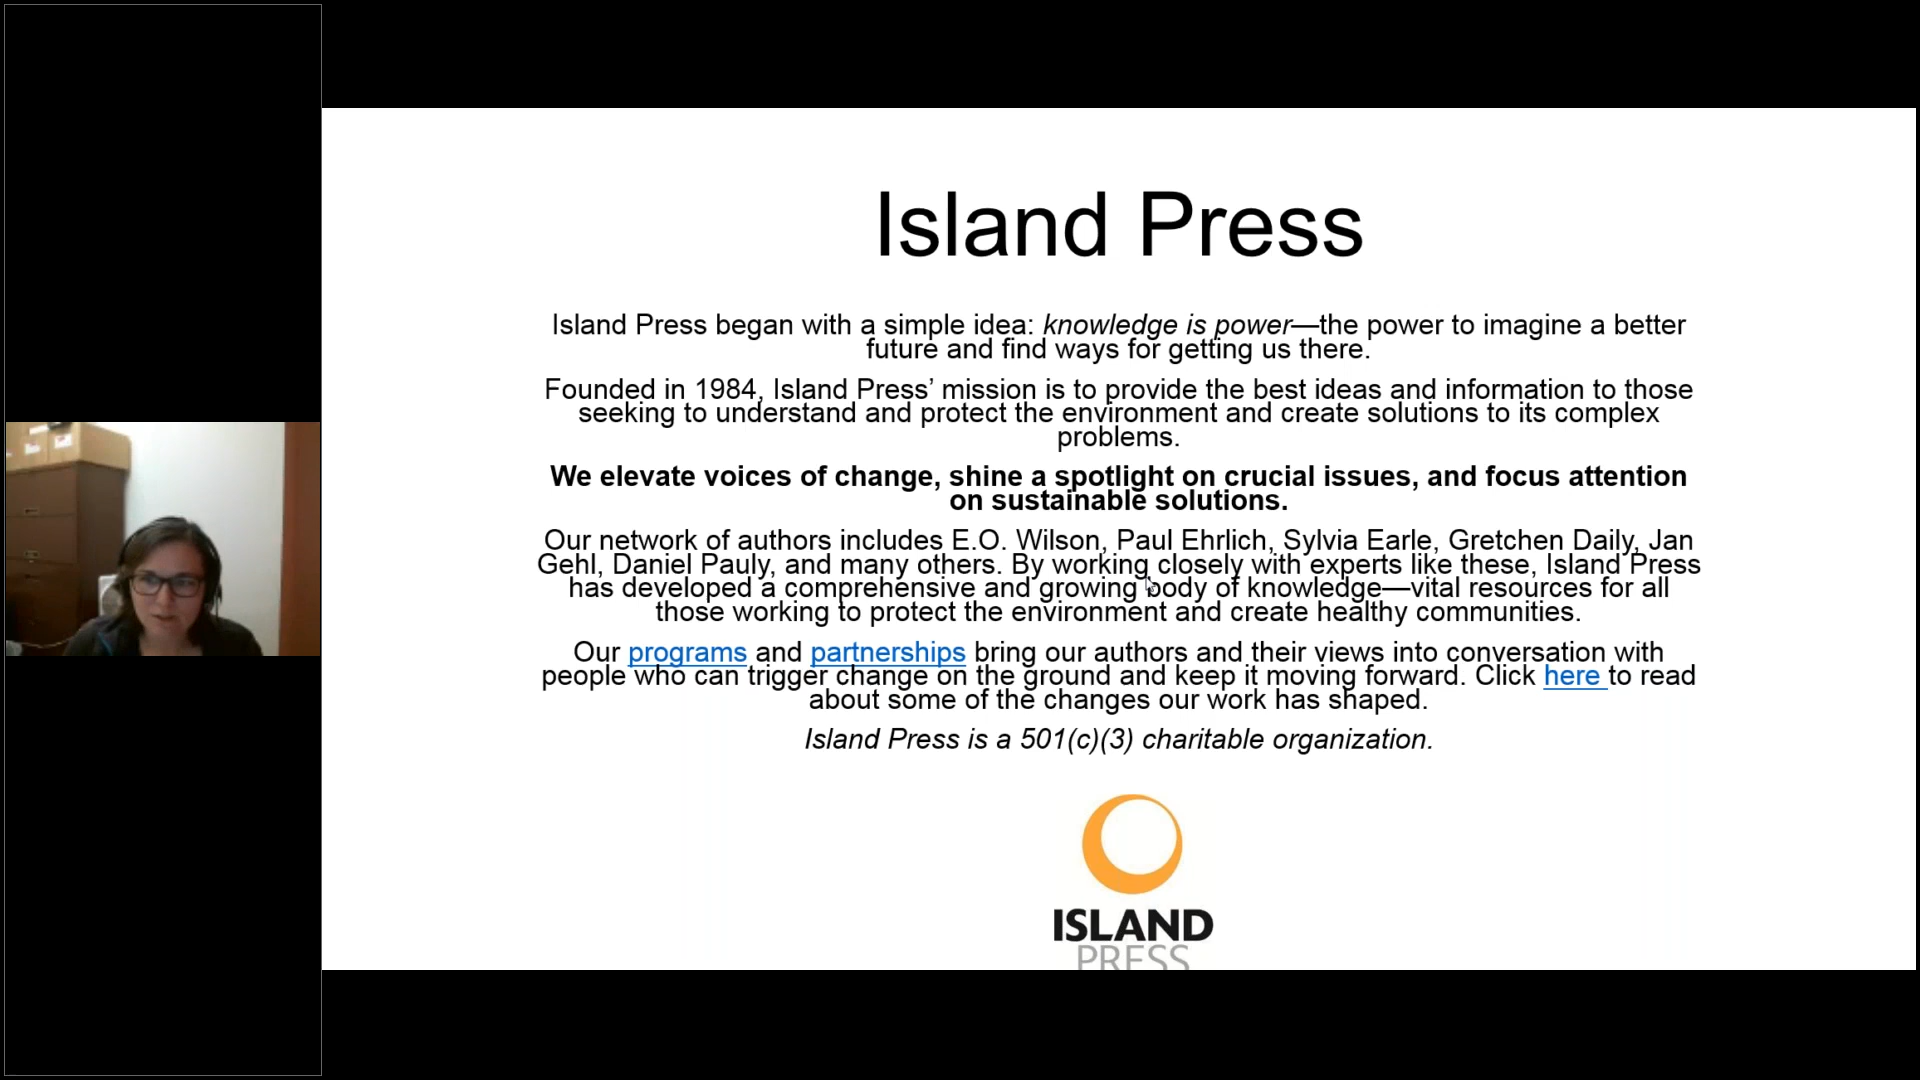 Island Press
Island Press began with a simple idea: knowledge is power—the power to imagine a better
future and find ways for getting us there.
Founded in 1984, Island Press’ mission is to provide the best ideas and information to those
seeking to understand and protect the environment and create solutions to its complex
problems.
We elevate voices of change, shine a spotlight on crucial issues, and focus attention
on sustainable solutions.
Our network of authors includes E.O. Wilson, Paul Ehrlich, Sylvia Earle, Gretchen Daily, Jan
Gehl, Daniel Pauly, and many others. By working closely with experts like these, Island Press
has developed a comprehensive and growing body of knowledge—vital resources for all
those working to protect the environment and create healthy communities.
Our programs and partnerships bring our authors and their views into conversation with
people who can trigger change on the ground and keep it moving forward. Click here to read
about some of the changes our work has shaped.
Island Press is a 501(c)(3) charitable organization.
ISLAND
PRESS